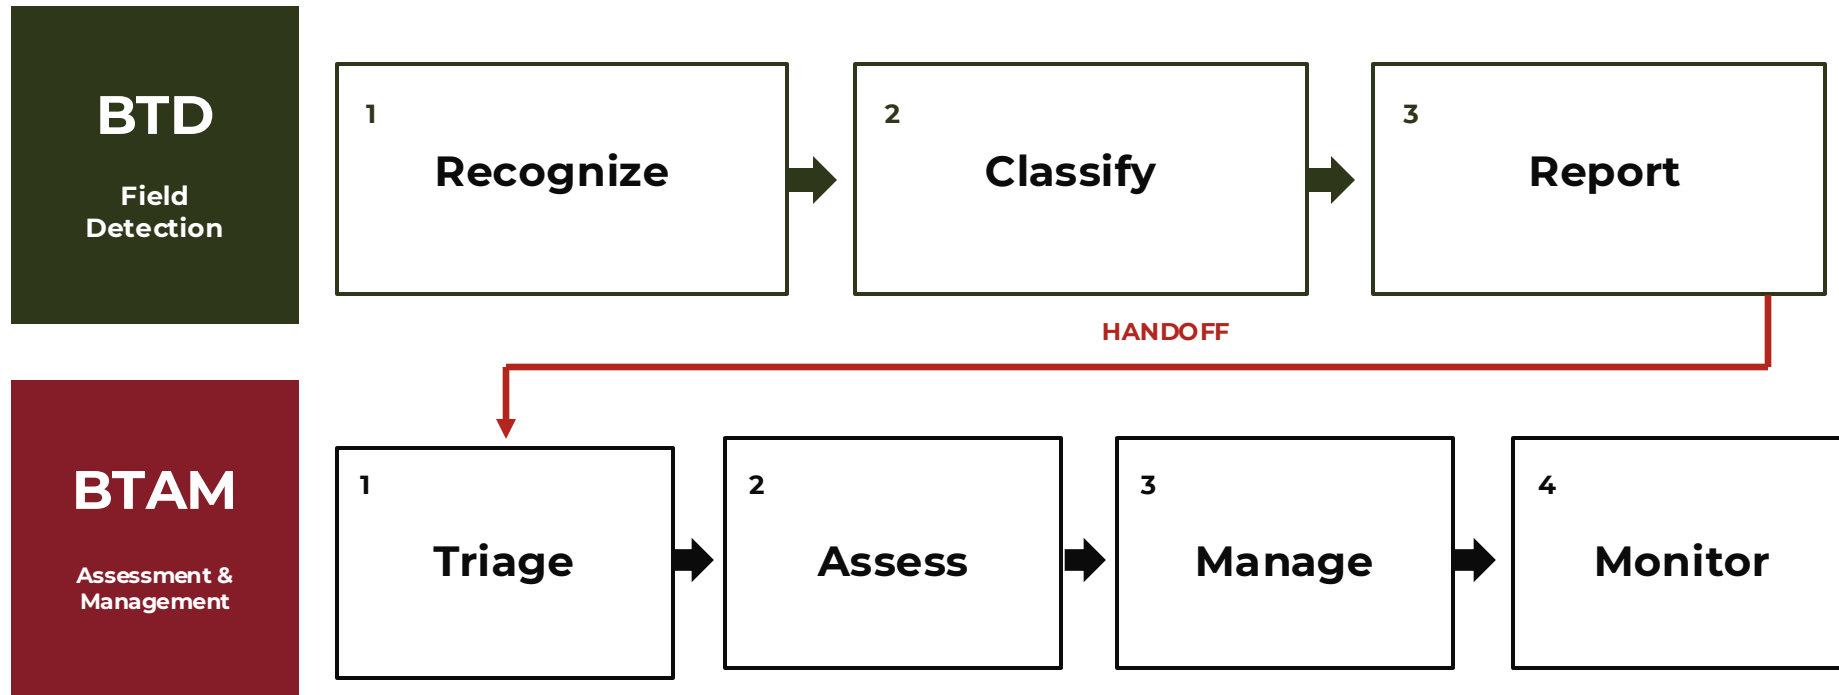 BTD
Field
Detection
1
Recognize
2
Classify
3
Report
HANDOFF
BTAM
Assessment &
Management
1
Triage
2
Assess
3
Manage
4
Monitor